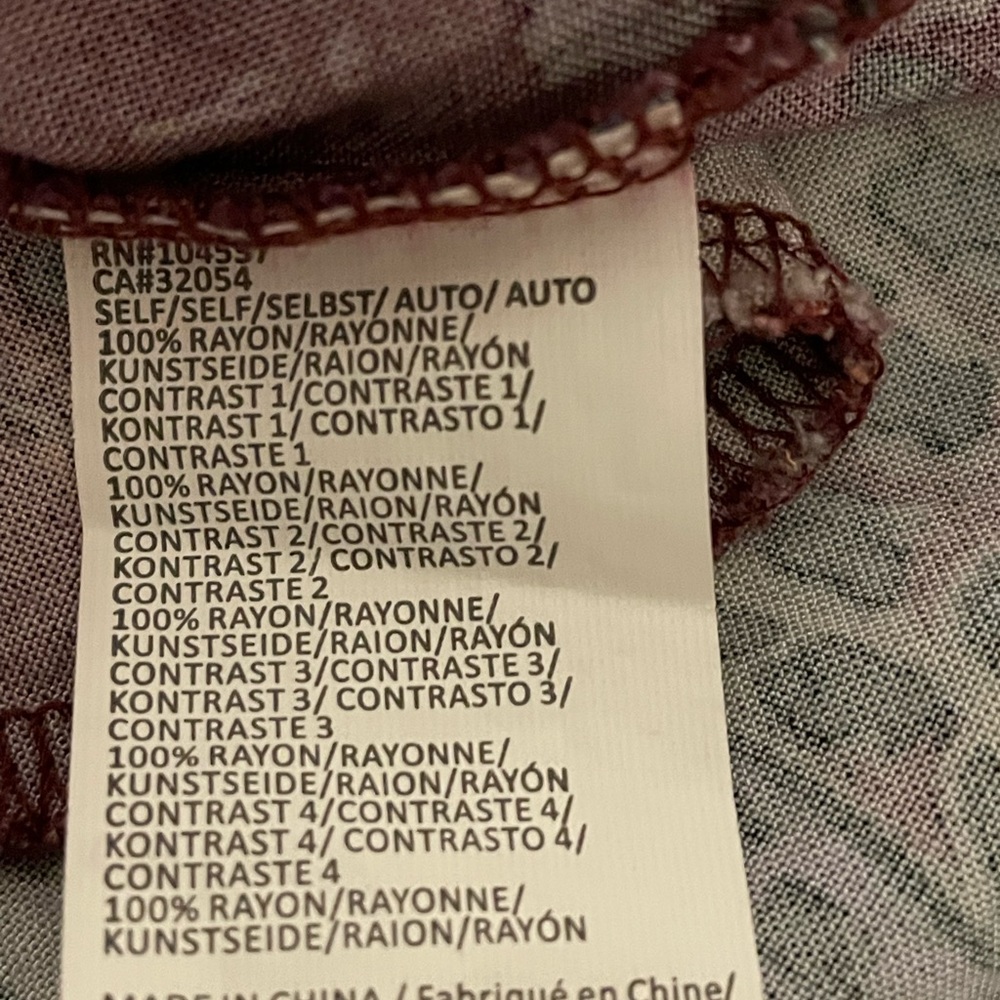 RN#104557
CA#32054
SELF/SELF/SELBST/ AUTO/ AUTO
100% RAYON/RAYONNE/
KUNSTSEIDE/RAION/RAYÓN
CONTRAST 1/CONTRASTE 1/
KONTRAST 1/ CONTRASTO 1/
CONTRASTE 1
100% RAYON/RAYONNE/
KUNSTSEIDE/RAION/RAYÓN
CONTRAST 2/CONTRASTE 2/
KONTRAST 2/ CONTRASTO 2/
CONTRASTE 2
100% RAYON/RAYONNE/
KUNSTSEIDE/RAION/RAYÓN
CONTRAST 3/CONTRASTE 3/
KONTRAST 3/ CONTRASTO 3/
CONTRASTE 3
100% RAYON/RAYONNE/
KUNSTSEIDE/RAION/RAYÓN
CONTRAST 4/CONTRASTE 4/
KONTRAST 4/ CONTRASTO 4/
CONTRASTE 4
100% RAYON/RAYONNE/
KUNSTSEIDE/RAION/RAYÓN
MADE IN CHINA / Fabriqué en Chine/